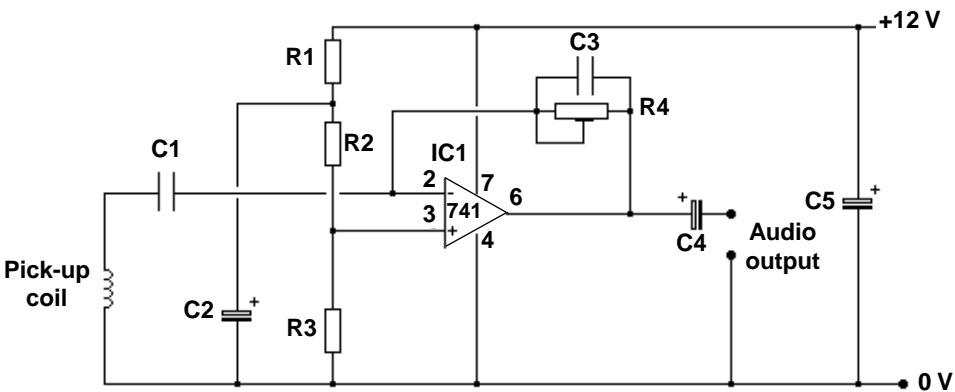 +12 V
C3
R1
R4
C1
R2
IC1
2
-
7
6
741
3
+
4
+
C4
+
C5
Audio
output
Pick-up
coil
C2
+
R3
0 V